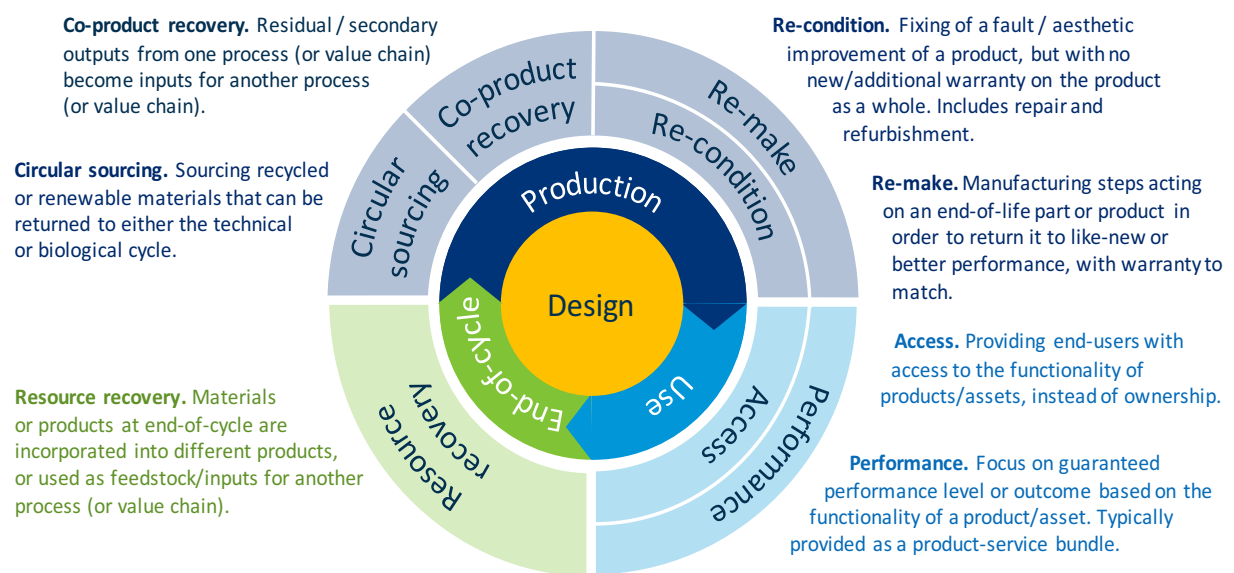 Co-product recovery. Residual / secondary
outputs from one process (or value chain)
become inputs for another process
(or value chain).
Circular sourcing. Sourcing recycled
or renewable materials that can be
returned to either the technical
or biological cycle.
Resource recovery. Materials
or products at end-of-cycle are
incorporated into different products,
or used as feedstock/inputs for another
process (or value chain).
Co-product
recovery
Circular
sourcing
Re-make
Re-condition
Production
Design
End-of-cycle
Use
Resource
recovery
Access
Performance
Re-condition. Fixing of a fault / aesthetic
improvement of a product, but with no
new/additional warranty on the product
as a whole. Includes repair and
refurbishment.
Re-make. Manufacturing steps acting
on an end-of-life part or product in
order to return it to like-new or
better performance, with warranty to
match.
Access. Providing end-users with
access to the functionality of
products/assets, instead of ownership.
Performance. Focus on guaranteed
performance level or outcome based on the
functionality of a product/asset. Typically
provided as a product-service bundle.